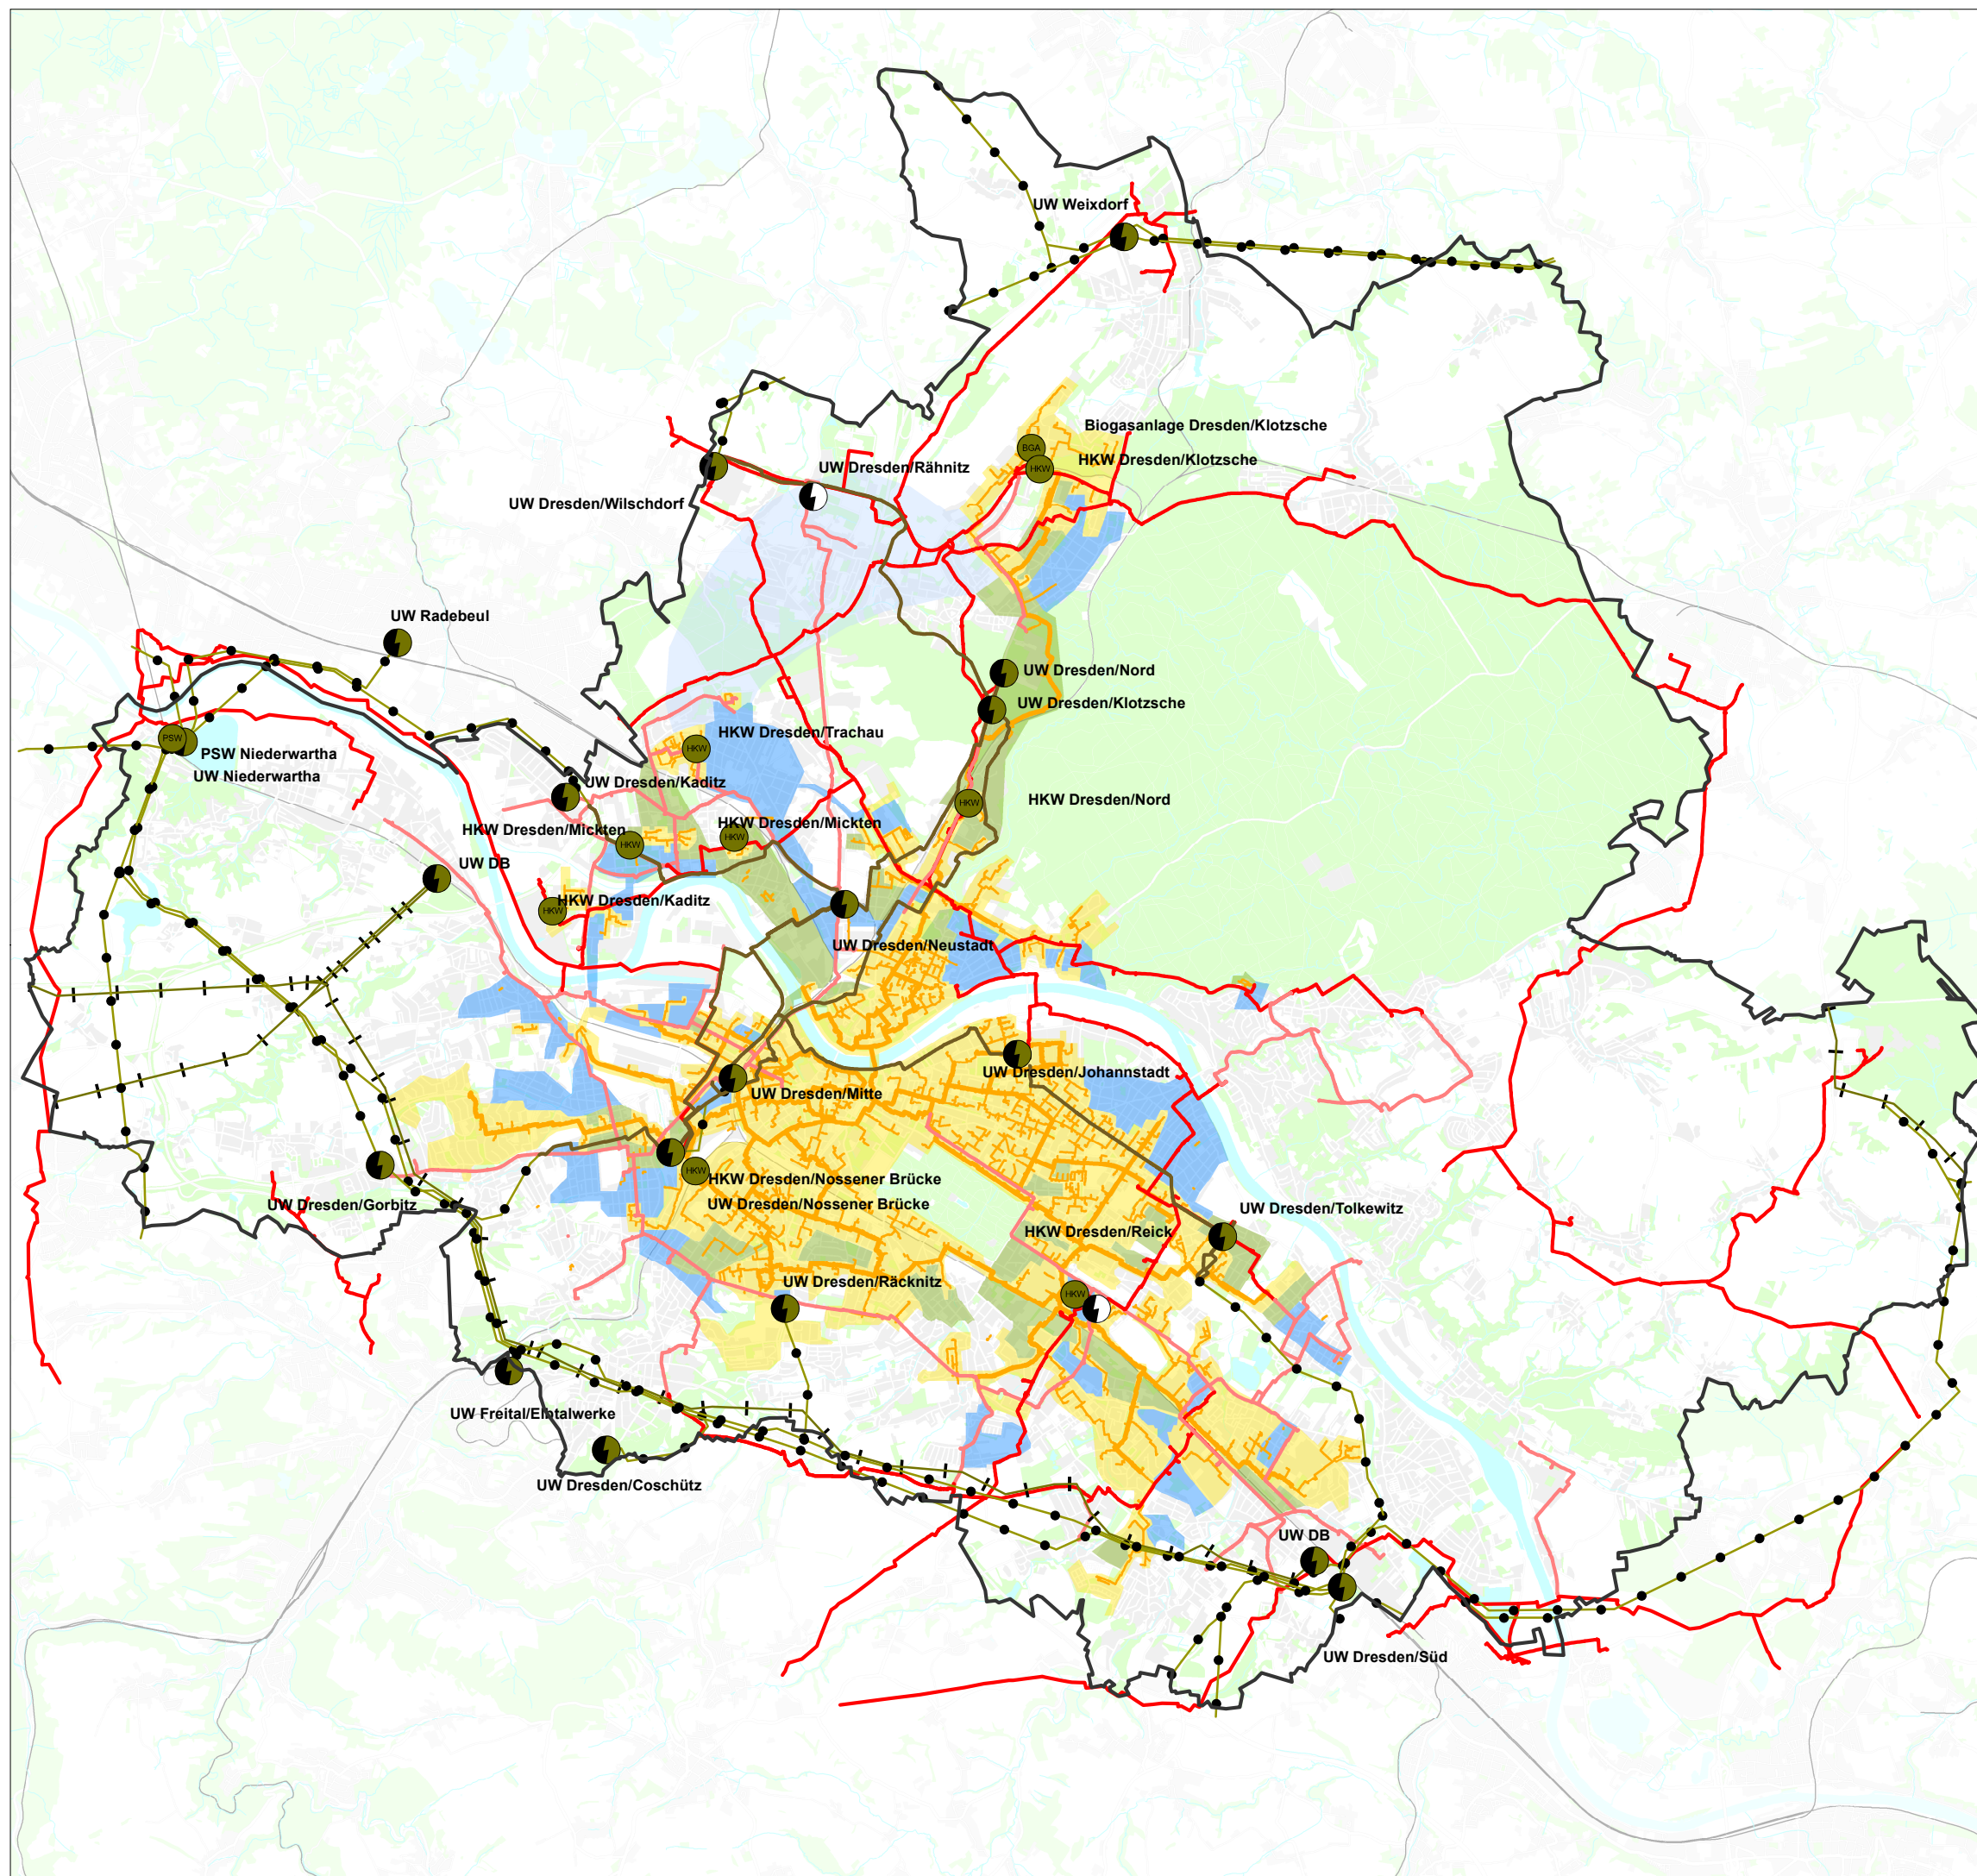 UW Weixdorf
Biogasanlage Dresden/Klotzsche
BGA
HKW Dresden/Klotzsche
HKW
UW Dresden/Rähnitz
UW Dresden/Wilschdorf
UW Radebeul
UW Dresden/Nord
UW Dresden/Klotzsche
HKW Dresden/Trachau
HKW
PSW
PSW Niederwartha
UW Niederwartha
UW Dresden/Kaditz
HKW Dresden/Nord
HKW
HKW Dresden/Mickten
HKW
HKW Dresden/Mickten
HKW
UW DB
HKW Dresden/Kaditz
HKW
UW Dresden/Neustadt
UW Dresden/Johannstadt
UW Dresden/Mitte
HKW
HKW Dresden/Nossener Brücke
UW Dresden/Nossener Brücke
UW Dresden/Gorbitz
UW Dresden/Tolkewitz
HKW Dresden/Reick
HKW
UW Dresden/Räcknitz
UW Freital/Elbtalwerke
UW Dresden/Coschütz
UW DB
UW Dresden/Süd